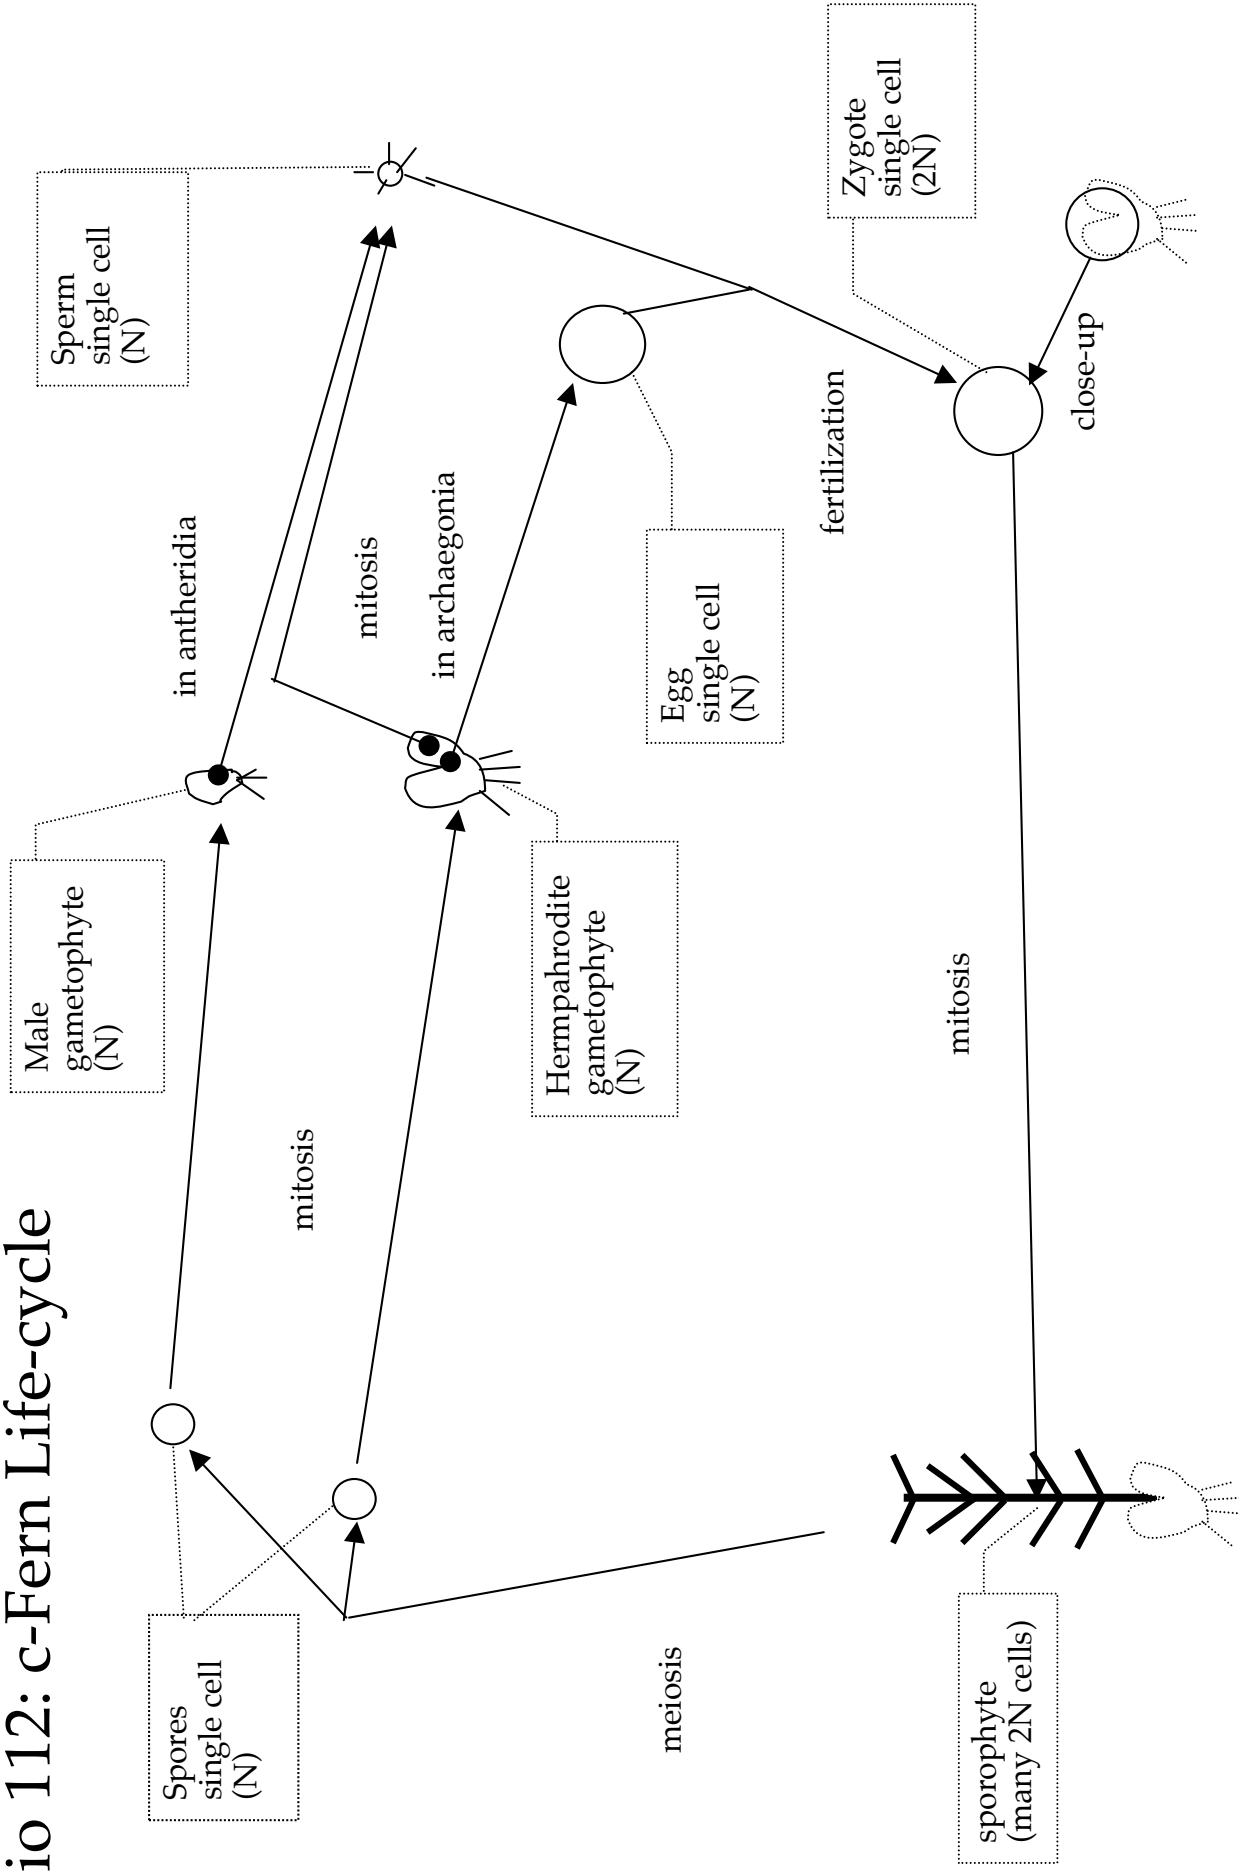 io 112: c-Fern Life-cycle
Spores
single cell
(N)
mitosis
Male
gametophyte
(N)
in antheridia
Sperm
single cell
(N)
mitosis
in archaegonia
Hermpahrodite
gametophyte
(N)
Egg
single cell
(N)
meiosis
fertilization
Zygote
single cell
(2N)
mitosis
close-up
sporophyte
(many 2N cells)